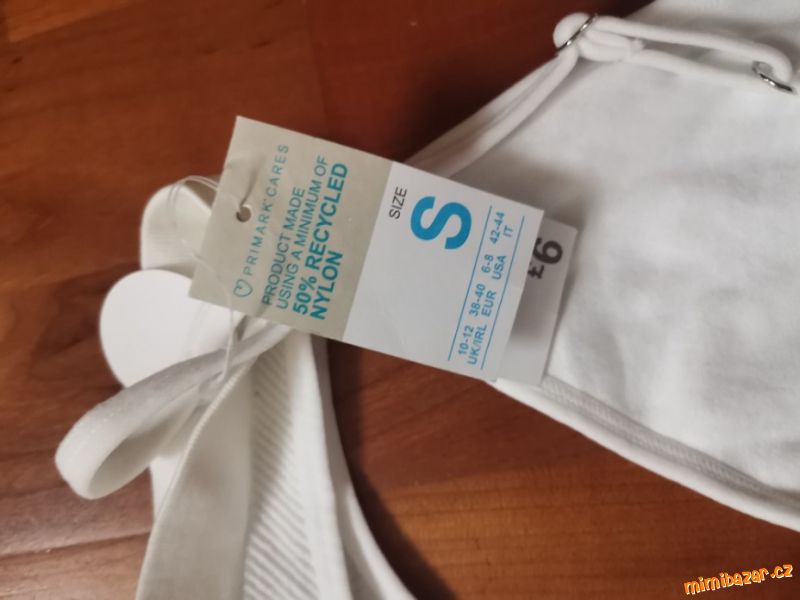 PRIMARK CARES
PRODUCT MADE
USING A MINIMUM OF
50% RECYCLED
NYLON
SIZE
S
10-12 38-40 6-8 42-44
UK/IRL EUR USA IT
£6
mimibazar.cz